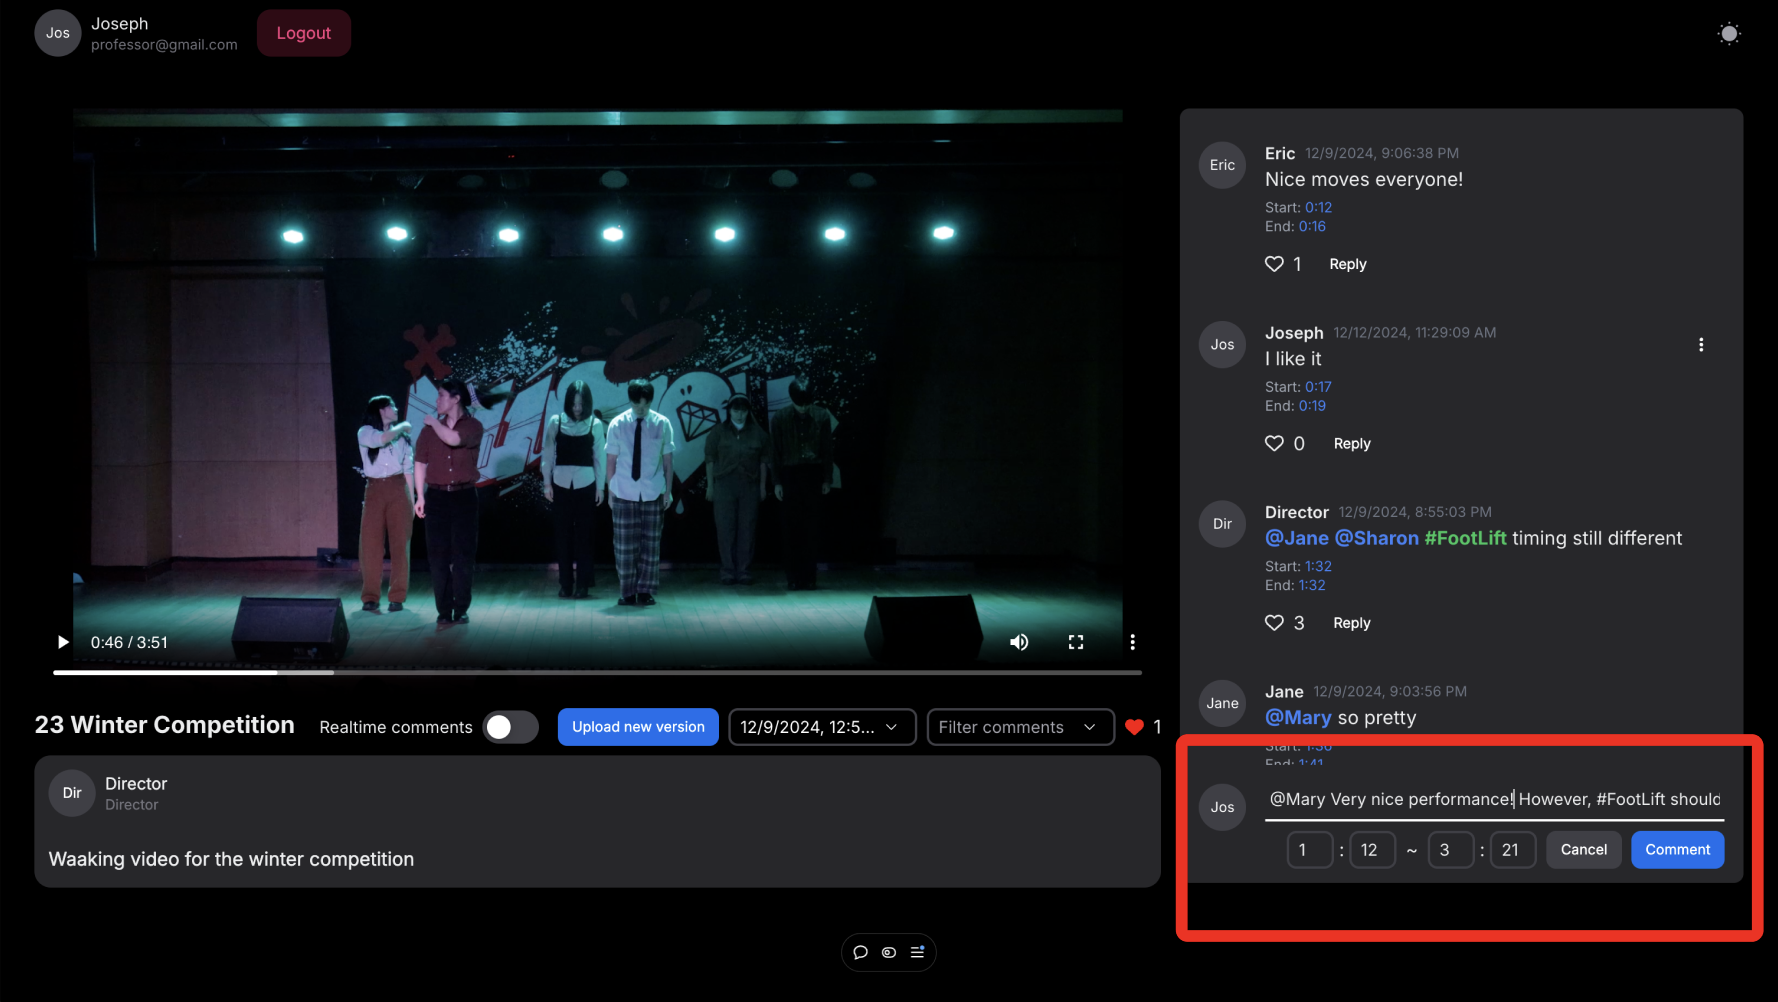 Jos
Joseph
professor@gmail.com
Logout
0:46 / 3:51
23 Winter Competition
Realtime comments
Upload new version
12/9/2024, 12:5...
Filter comments
1
Dir
Director
Director
Waaking video for the winter competition
Eric
Eric 12/9/2024, 9:06:38 PM
Nice moves everyone!
Start: 0:12
End: 0:16
1 Reply
Jos
Joseph 12/12/2024, 11:29:09 AM
I like it
Start: 0:17
End: 0:19
0 Reply
Dir
Director 12/9/2024, 8:55:03 PM
@Jane @Sharon #FootLift timing still different
Start: 1:32
End: 1:32
3 Reply
Jane
Jane 12/9/2024, 9:03:56 PM
@Mary so pretty
Start: 1:36
End: 1:41
Jos
@Mary Very nice performance! However, #FootLift should
1 : 12 ~ 3 : 21 Cancel Comment